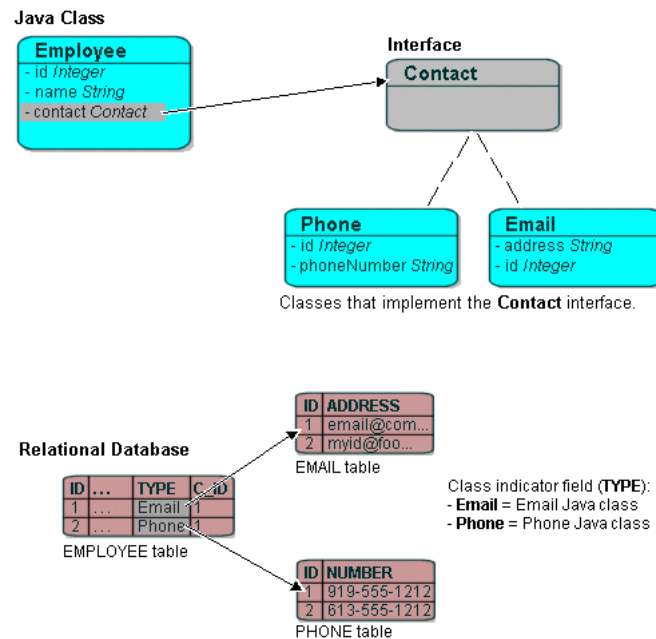 Java Class
Employee
- id Integer
- name String
- contact Contact
Interface
Contact
Phone
- id Integer
- phoneNumber String
Email
- address String
- id Integer
Classes that implement the Contact interface.
Relational Database
ID ADDRESS
1 email@com...
2 myid@foo...
EMAIL table
ID ... TYPE C_ID
1 ... Email 1
2 ... Phone 1
EMPLOYEE table
Class indicator field (TYPE):
- Email = Email Java class
- Phone = Phone Java class
ID NUMBER
1 919-555-1212
2 613-555-1212
PHONE table